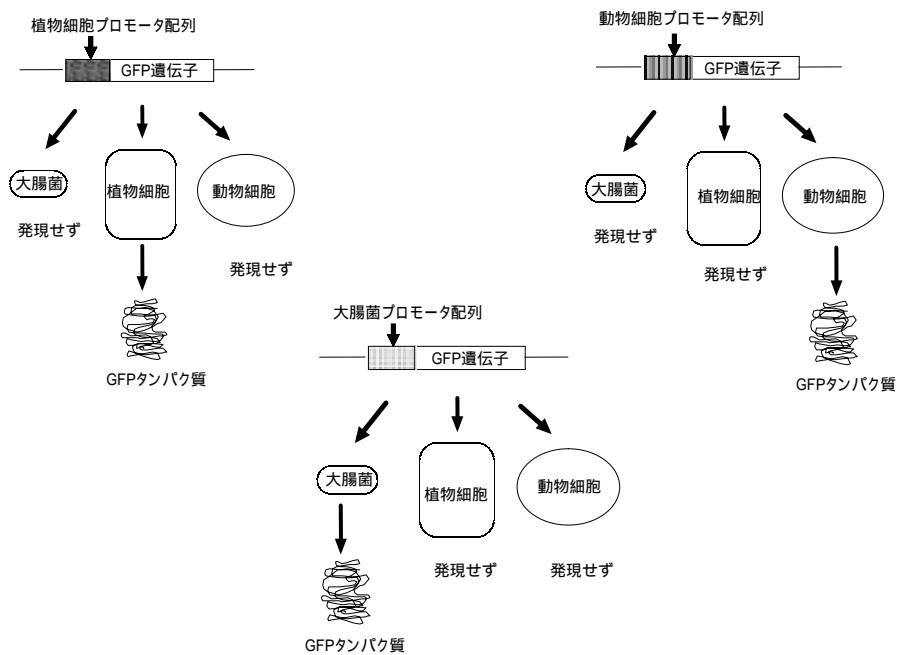 植物細胞プロモータ配列
GFP遺伝子
大腸菌
植物細胞
動物細胞
発現せず
発現せず
GFPタンパク質
動物細胞プロモータ配列
GFP遺伝子
大腸菌
植物細胞
動物細胞
発現せず
発現せず
GFPタンパク質
大腸菌プロモータ配列
GFP遺伝子
大腸菌
植物細胞
動物細胞
発現せず
発現せず
GFPタンパク質